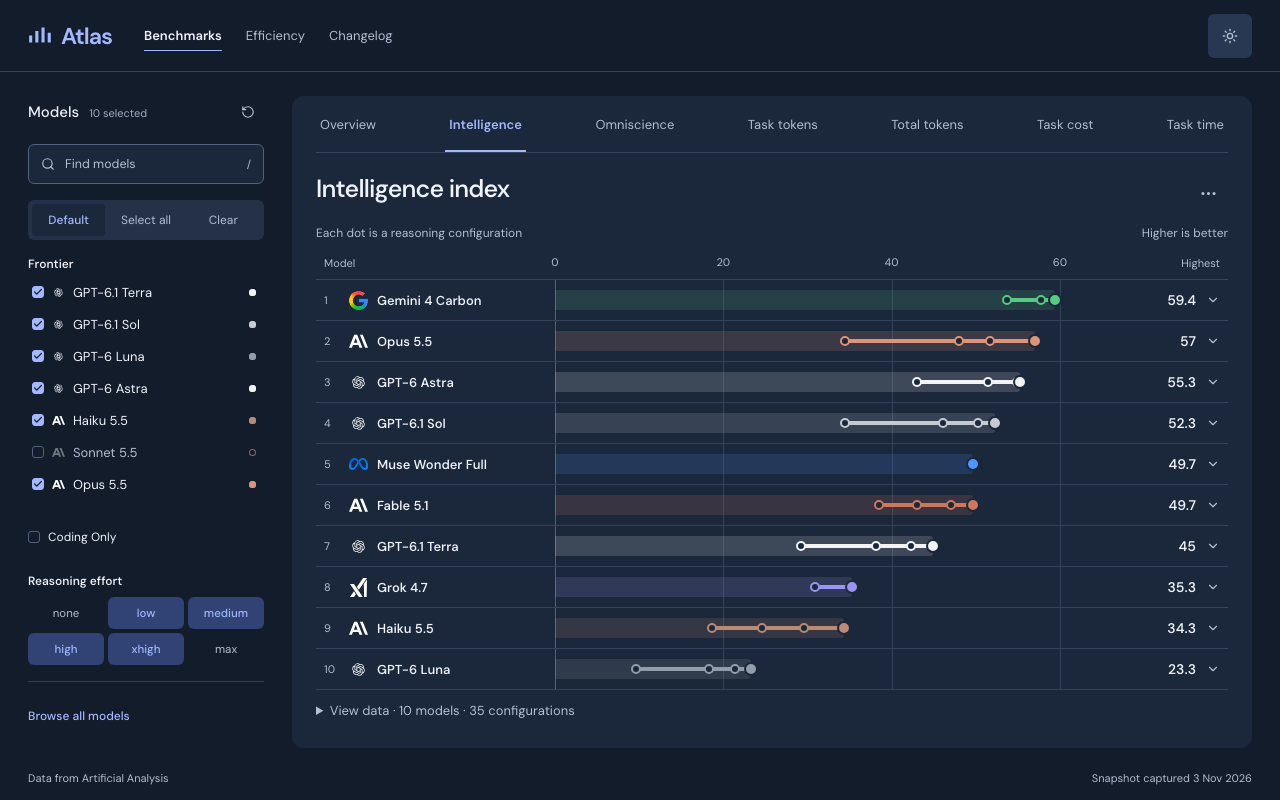 Atlas
Benchmarks Efficiency Changelog
Models 10 selected
Find models /
Default Select all Clear
Frontier
GPT-6.1 Terra
GPT-6.1 Sol
GPT-6 Luna
GPT-6 Astra
Haiku 5.5
Sonnet 5.5
Opus 5.5
Coding Only
Reasoning effort
none low medium
high xhigh max
Browse all models
Overview Intelligence Omniscience Task tokens Total tokens Task cost Task time
Intelligence index
Each dot is a reasoning configuration Higher is better
Model 0 20 40 60 Highest
1 Gemini 4 Carbon 59.4
2 Opus 5.5 57
3 GPT-6 Astra 55.3
4 GPT-6.1 Sol 52.3
5 Muse Wonder Full 49.7
6 Fable 5.1 49.7
7 GPT-6.1 Terra 45
8 Grok 4.7 35.3
9 Haiku 5.5 34.3
10 GPT-6 Luna 23.3
View data · 10 models · 35 configurations
Data from Artificial Analysis Snapshot captured 3 Nov 2026